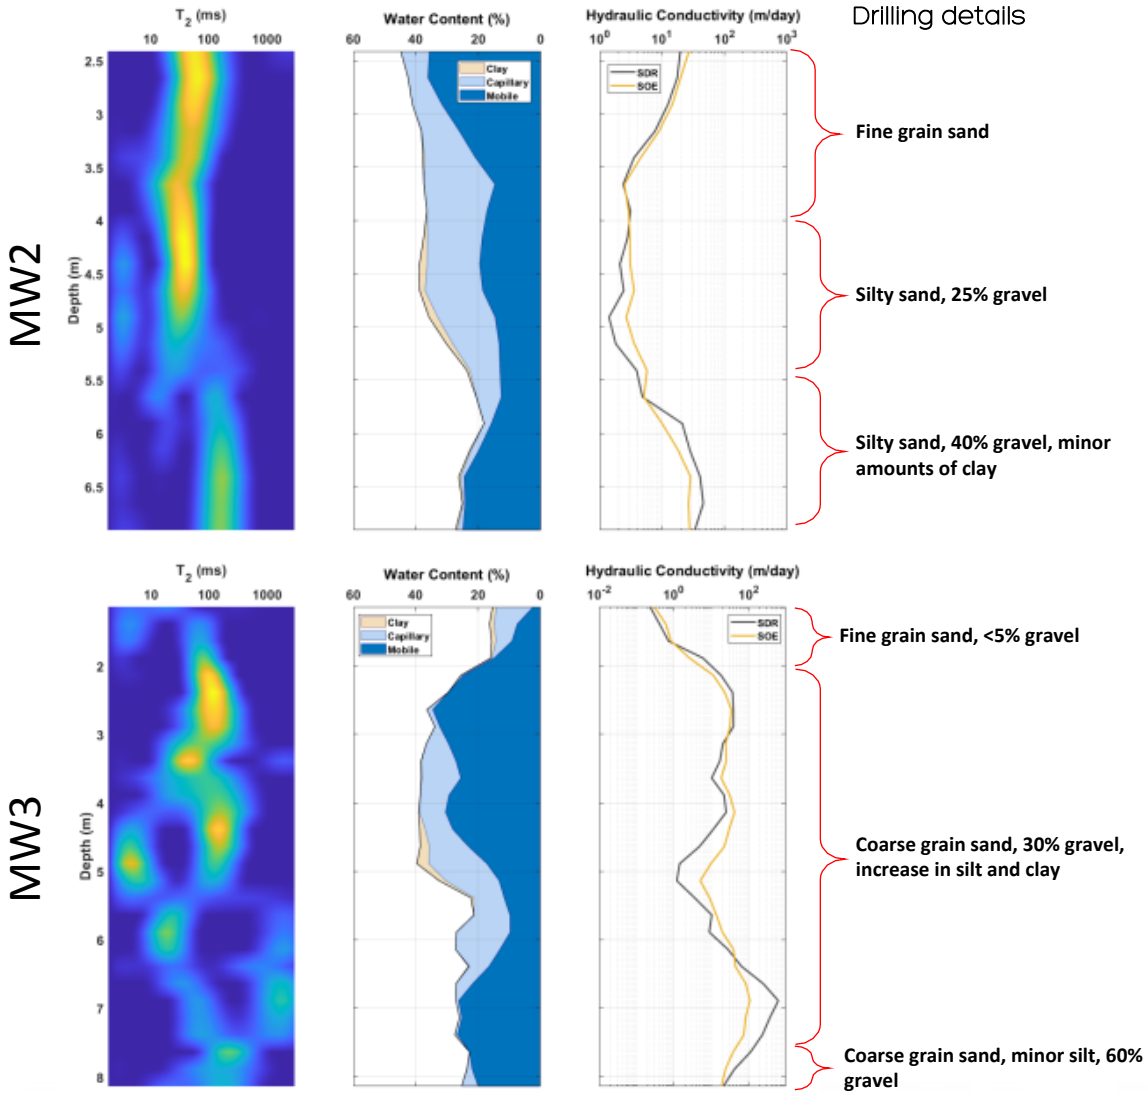 T2 (ms)
10 100 1000
Water Content (%)
60 40 20 0
Hydraulic Conductivity (m/day)
10^0 10^1 10^2 10^3
Drilling details
MW2
Depth (m)
2.5
3
3.5
4
4.5
5
5.5
6
6.5
Clay
Capillary
Mobile
SDR
SOE
Fine grain sand
Silty sand, 25% gravel
Silty sand, 40% gravel, minor
amounts of clay
T2 (ms)
10 100 1000
Water Content (%)
60 40 20 0
Hydraulic Conductivity (m/day)
10^-2 10^0 10^2
MW3
Depth (m)
2
3
4
5
6
7
8
Clay
Capillary
Mobile
SDR
SOE
Fine grain sand, <5% gravel
Coarse grain sand, 30% gravel,
increase in silt and clay
Coarse grain sand, minor silt, 60%
gravel